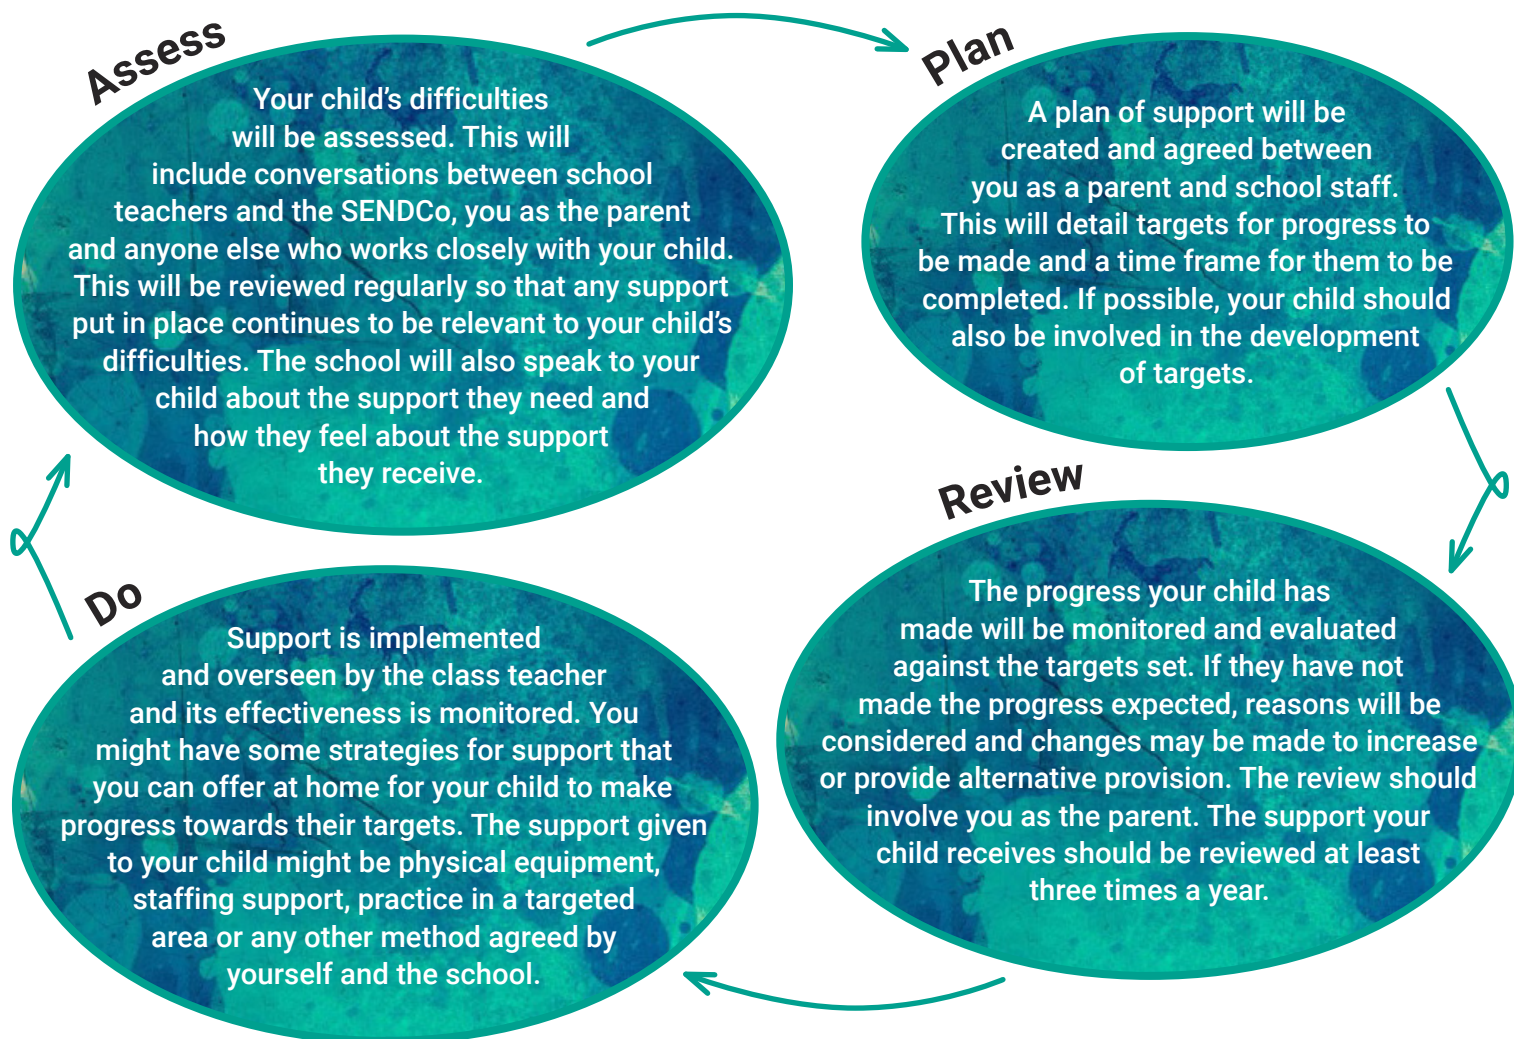 Assess
Your child’s difficulties
will be assessed. This will
include conversations between school
teachers and the SENDCo, you as the parent
and anyone else who works closely with your child.
This will be reviewed regularly so that any support
put in place continues to be relevant to your child’s
difficulties. The school will also speak to your
child about the support they need and
how they feel about the support
they receive.
Plan
A plan of support will be
created and agreed between
you as a parent and school staff.
This will detail targets for progress to
be made and a time frame for them to be
completed. If possible, your child should
also be involved in the development
of targets.
Review
The progress your child has
made will be monitored and evaluated
against the targets set. If they have not
made the progress expected, reasons will be
considered and changes may be made to increase
or provide alternative provision. The review should
involve you as the parent. The support your
child receives should be reviewed at least
three times a year.
Do
Support is implemented
and overseen by the class teacher
and its effectiveness is monitored. You
might have some strategies for support that
you can offer at home for your child to make
progress towards their targets. The support given
to your child might be physical equipment,
staffing support, practice in a targeted
area or any other method agreed by
yourself and the school.